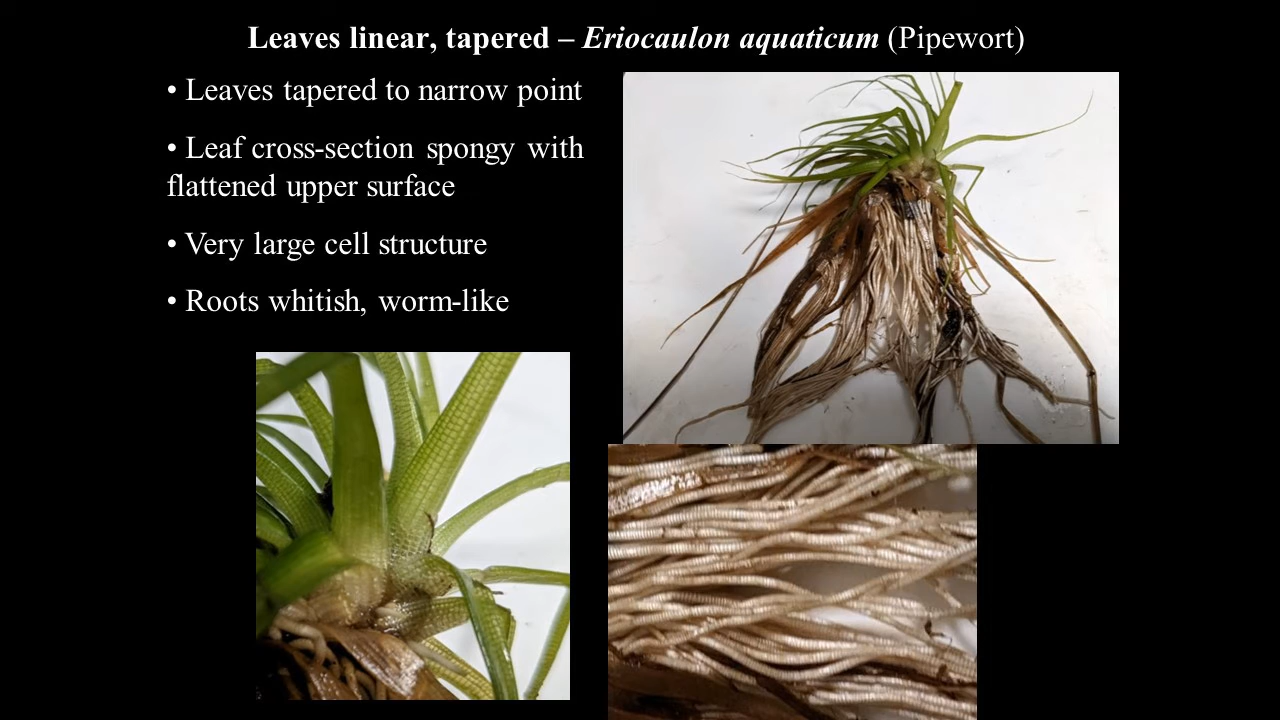 Leaves linear, tapered – Eriocaulon aquaticum (Pipewort)
• Leaves tapered to narrow point
• Leaf cross-section spongy with
flattened upper surface
• Very large cell structure
• Roots whitish, worm-like